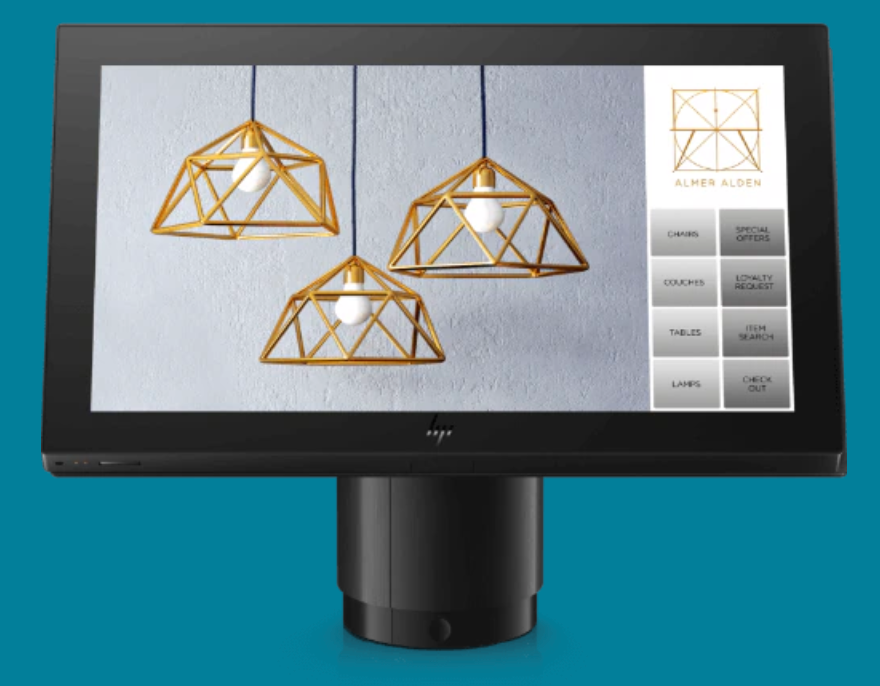 ALMER ALDEN
CHAIRS
SPECIAL
OFFERS
COUCHES
LOYALTY
REQUEST
TABLES
ITEM
SEARCH
LAMPS
CHECK
OUT
hp